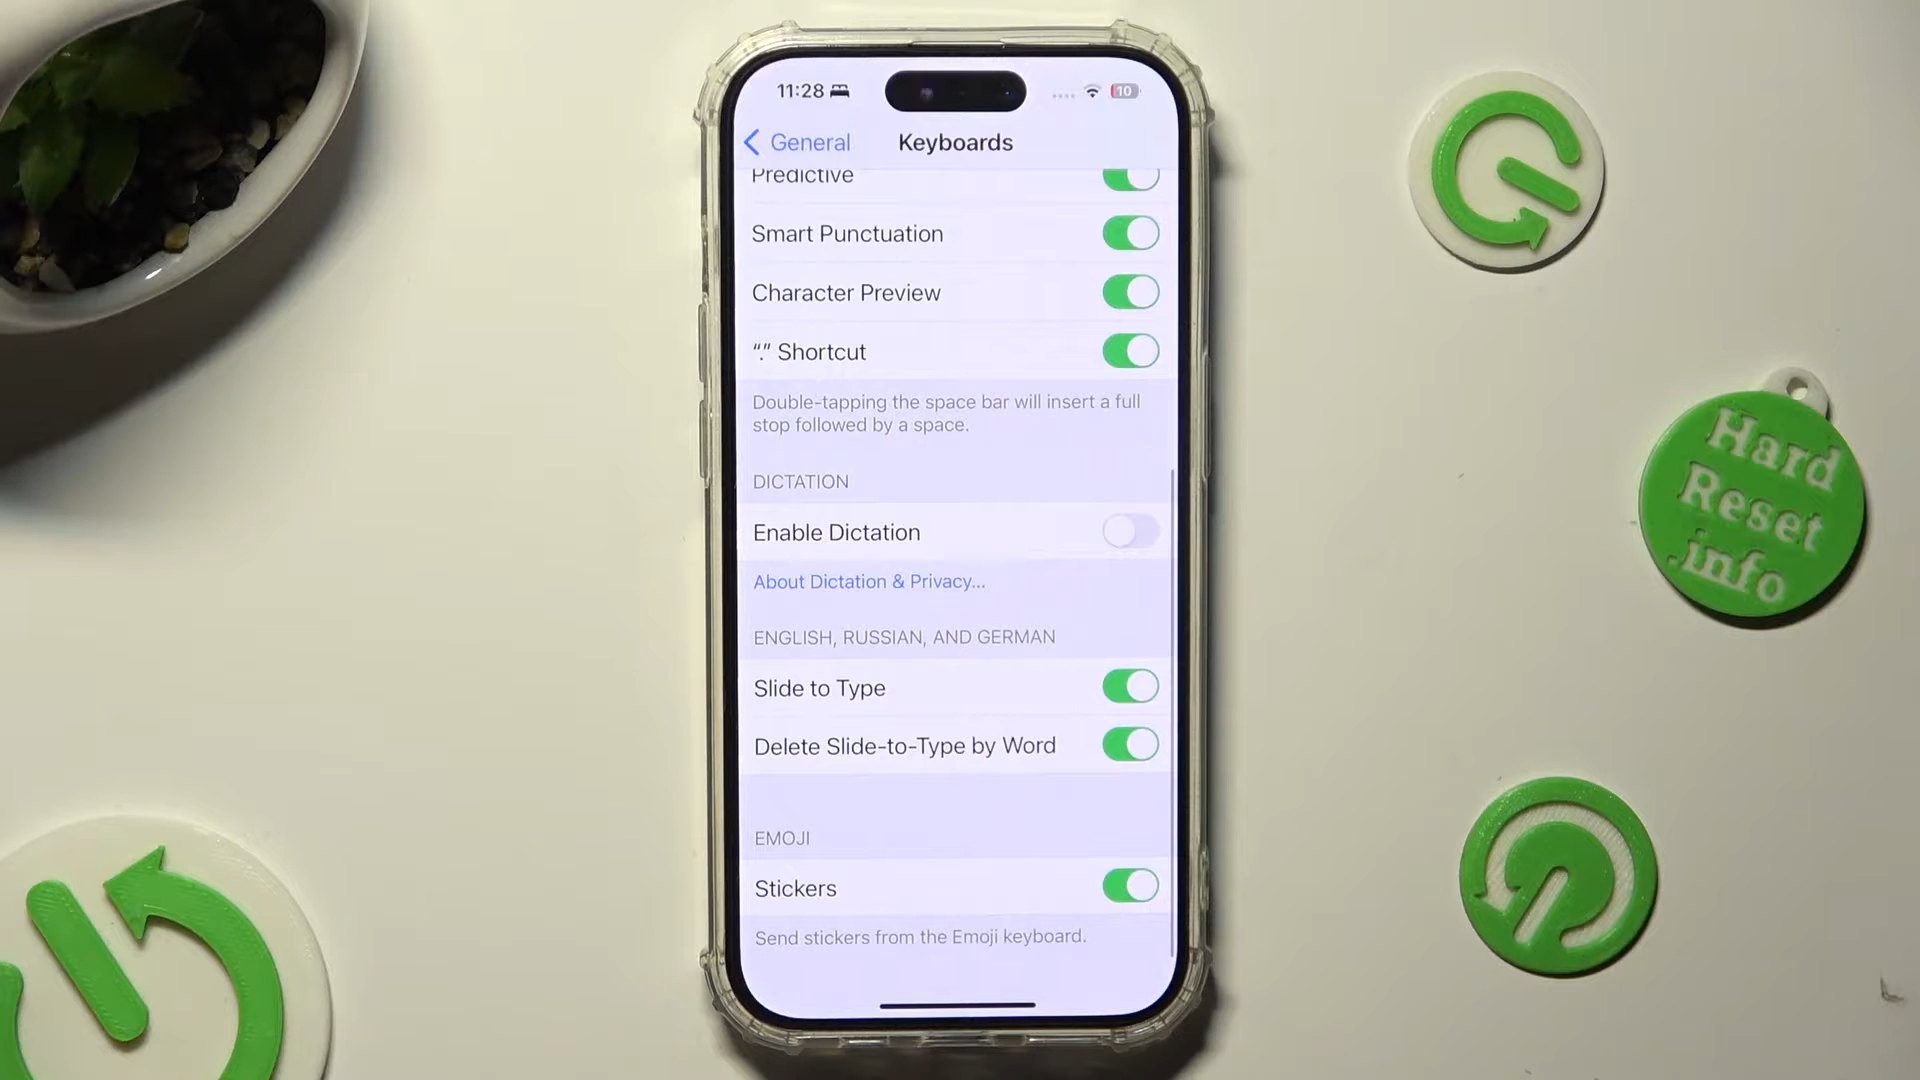 11:28
10
General
Keyboards
Predictive
Smart Punctuation
Character Preview
“.” Shortcut
Double-tapping the space bar will insert a full
stop followed by a space.
DICTATION
Enable Dictation
About Dictation & Privacy...
ENGLISH, RUSSIAN, AND GERMAN
Slide to Type
Delete Slide-to-Type by Word
EMOJI
Stickers
Send stickers from the Emoji keyboard.
Hard
Reset
.info